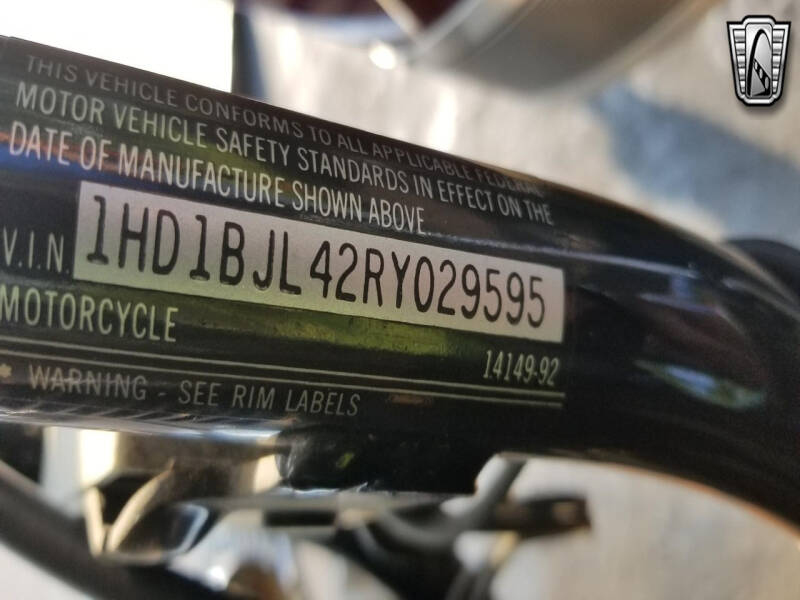 THIS VEHICLE CONFORMS TO ALL APPLICABLE FEDERAL
MOTOR VEHICLE SAFETY STANDARDS IN EFFECT ON THE
DATE OF MANUFACTURE SHOWN ABOVE.
V.I.N. 1HD1BJL42RY029595
MOTORCYCLE 14149-92
* WARNING - SEE RIM LABELS